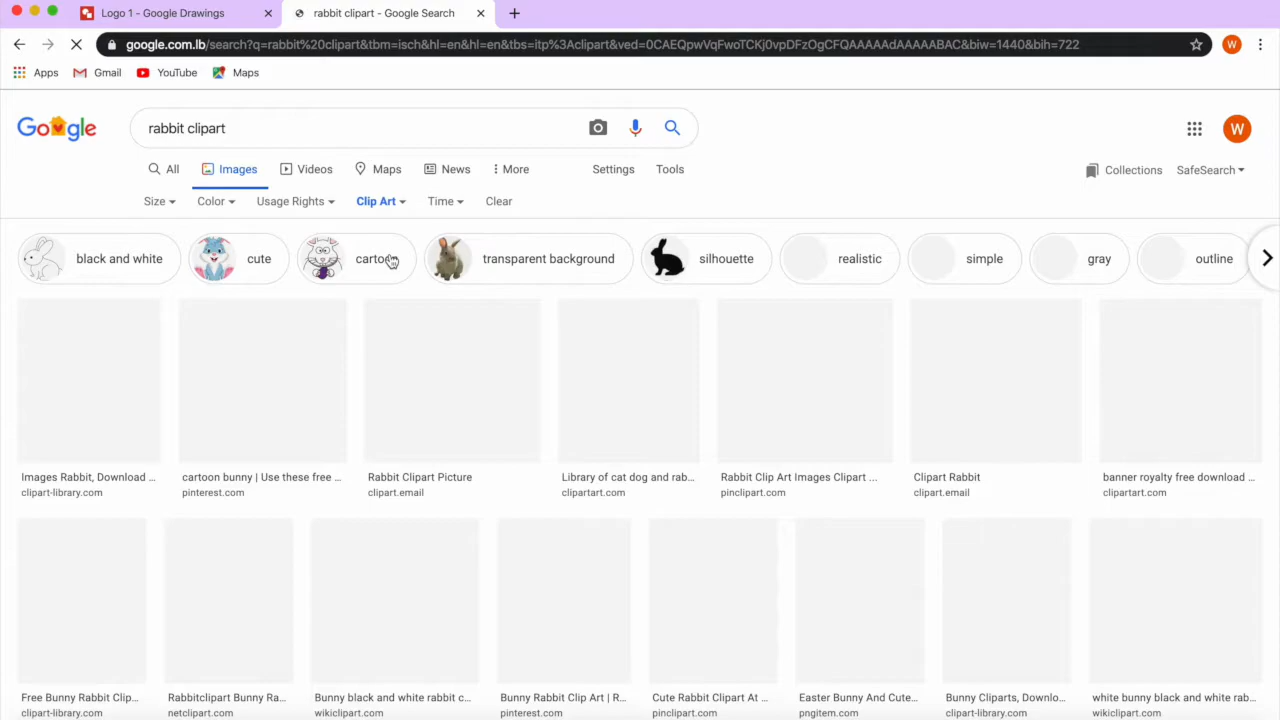 Logo 1 - Google Drawings
rabbit clipart - Google Search
google.com.lb/search?q=rabbit%20clipart&tbm=isch&hl=en&hl=en&tbs=itp%3Aclipart&ved=0CAEQpwVqFwoTCKj0vpDFzOgCFQAAAAAdAAAAABAC&biw=1440&bih=722
W
Apps Gmail YouTube Maps
Google
rabbit clipart
W
All Images Videos Maps News More Settings Tools Collections SafeSearch
Size Color Usage Rights Clip Art Time Clear
black and white cute cartoon transparent background silhouette realistic simple gray outline
Images Rabbit, Download ... cartoon bunny | Use these free ... Rabbit Clipart Picture Library of cat dog and rab... Rabbit Clip Art Images Clipart ... Clipart Rabbit banner royalty free download ...
clipart-library.com pinterest.com clipart.email clipartart.com pinclipart.com clipart.email clipartart.com
Free Bunny Rabbit Clip... Rabbitclipart Bunny Ra... Bunny black and white rabbit c... Bunny Rabbit Clip Art | R... Cute Rabbit Clipart At ... Easter Bunny And Cute... Bunny Cliparts, Downlo... white bunny black and white rab...
clipart-library.com netclipart.com wikiclipart.com pinterest.com pinclipart.com pngitem.com clipart-library.com wikiclipart.com